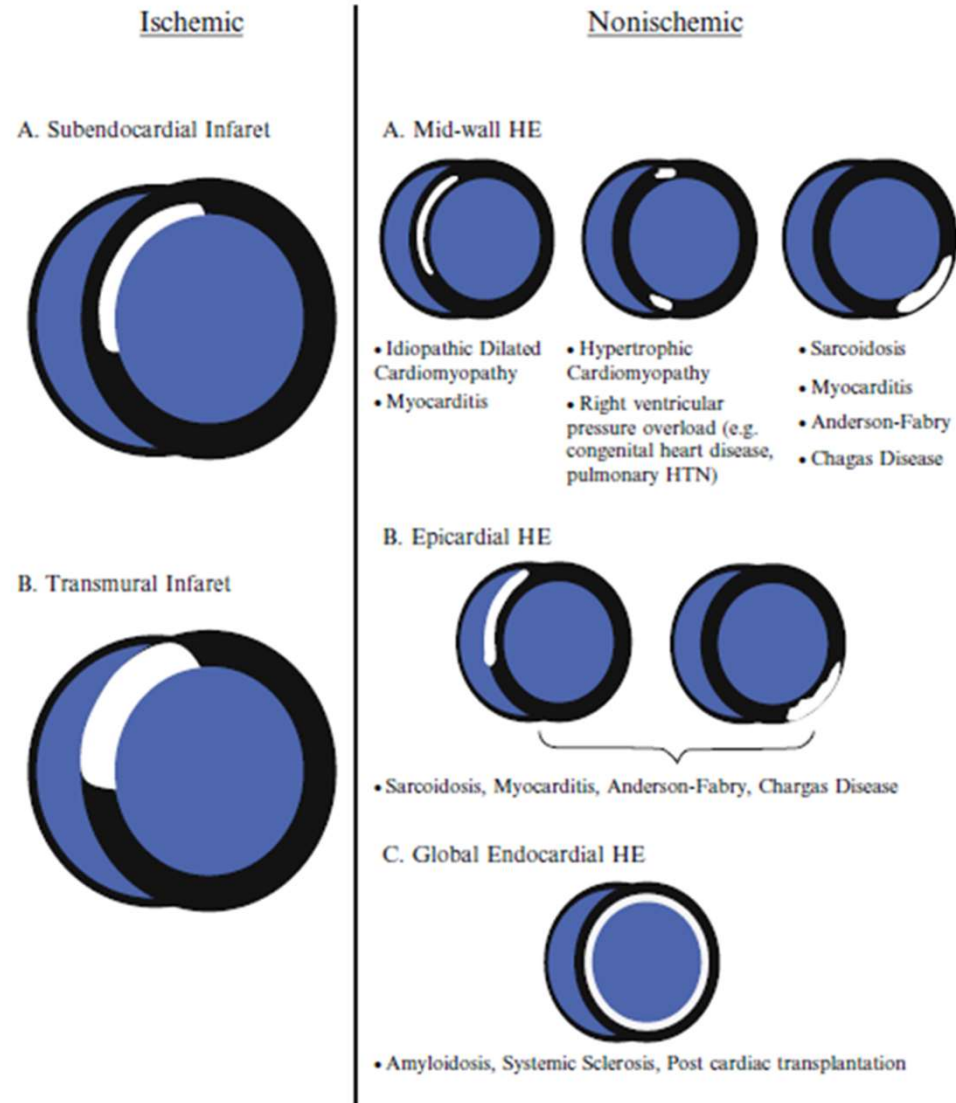 Ischemic
A. Subendocardial Infaret
B. Transmural Infaret
Nonischemic
A. Mid-wall HE
• Idiopathic Dilated
Cardiomyopathy
• Myocarditis
• Hypertrophic
Cardiomyopathy
• Right ventricular
pressure overload (e.g.
congenital heart disease,
pulmonary HTN)
• Sarcoidosis
• Myocarditis
• Anderson-Fabry
• Chagas Disease
B. Epicardial HE
• Sarcoidosis, Myocarditis, Anderson-Fabry, Chargas Disease
C. Global Endocardial HE
• Amyloidosis, Systemic Sclerosis, Post cardiac transplantation